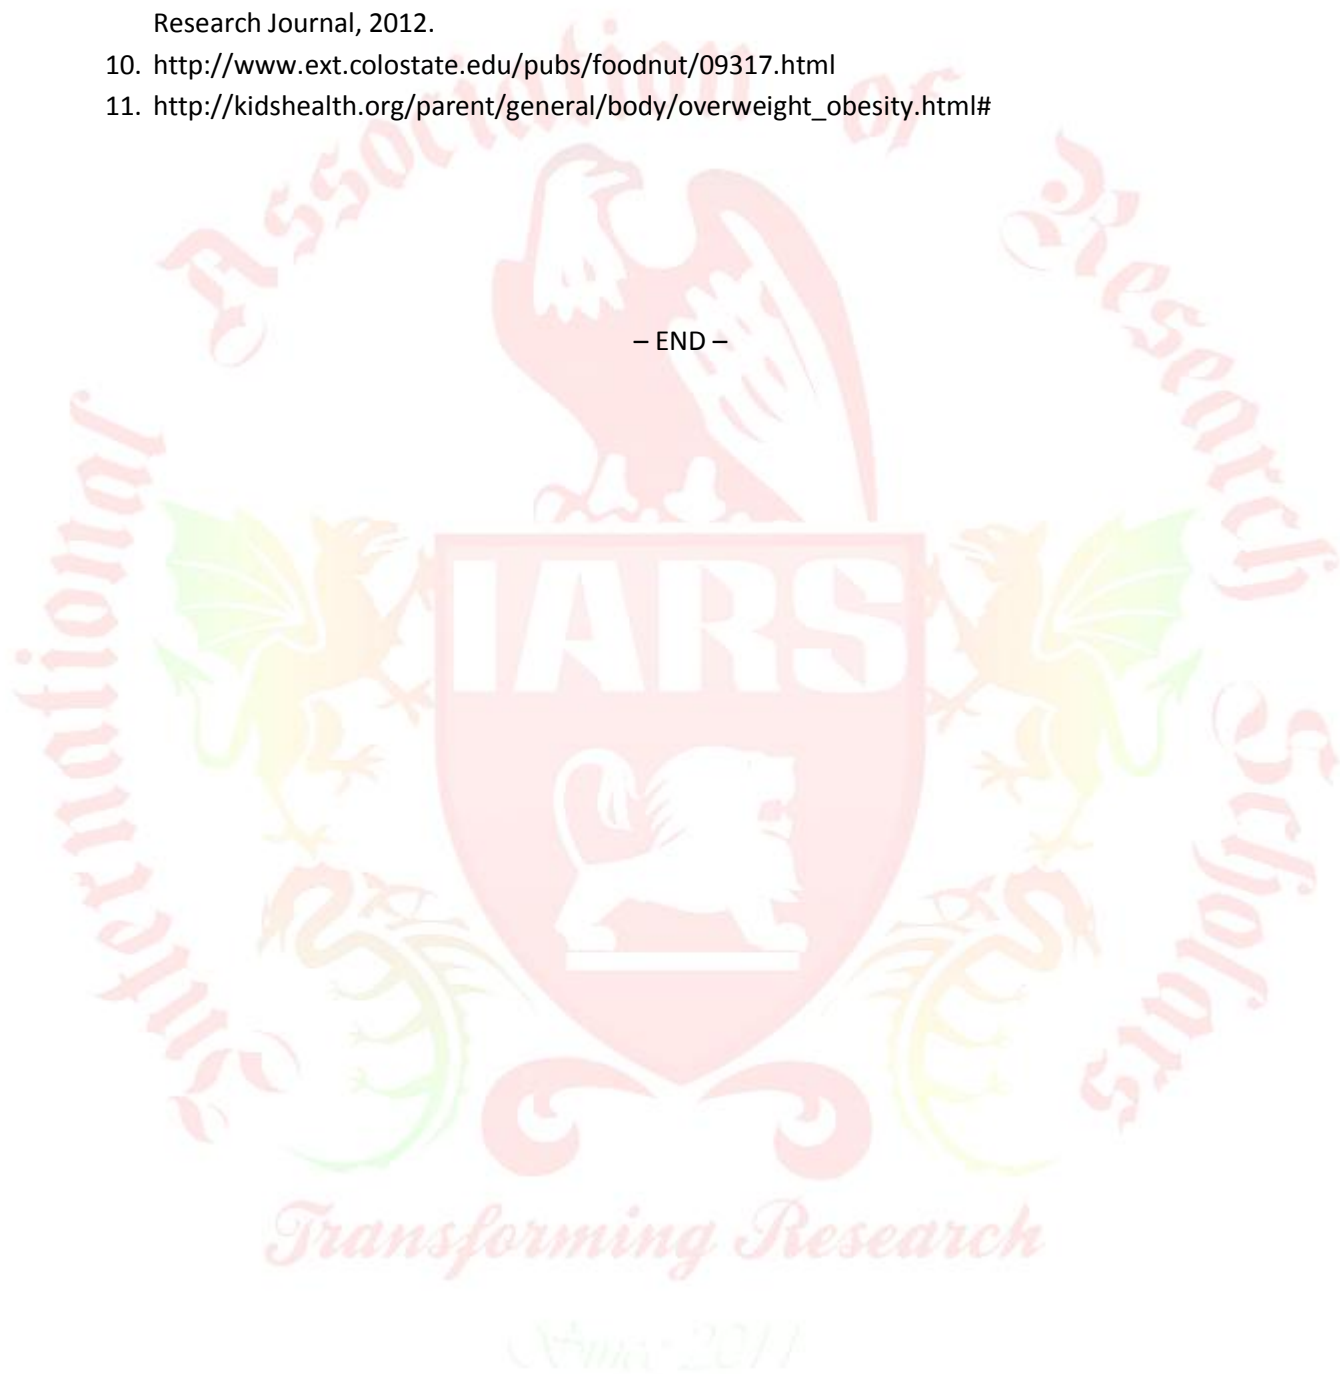 Research Journal, 2012.
10. http://www.ext.colostate.edu/pubs/foodnut/09317.html
11. http://kidshealth.org/parent/general/body/overweight_obesity.html#
– END –
International Association of Research Scholars
IARS
Transforming Research
Since 2011